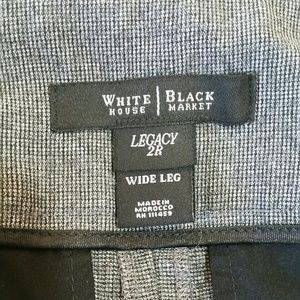 WHITE | BLACK
HOUSE MARKET
LEGACY
2R
WIDE LEG
MADE IN
MOROCCO
RN 111459